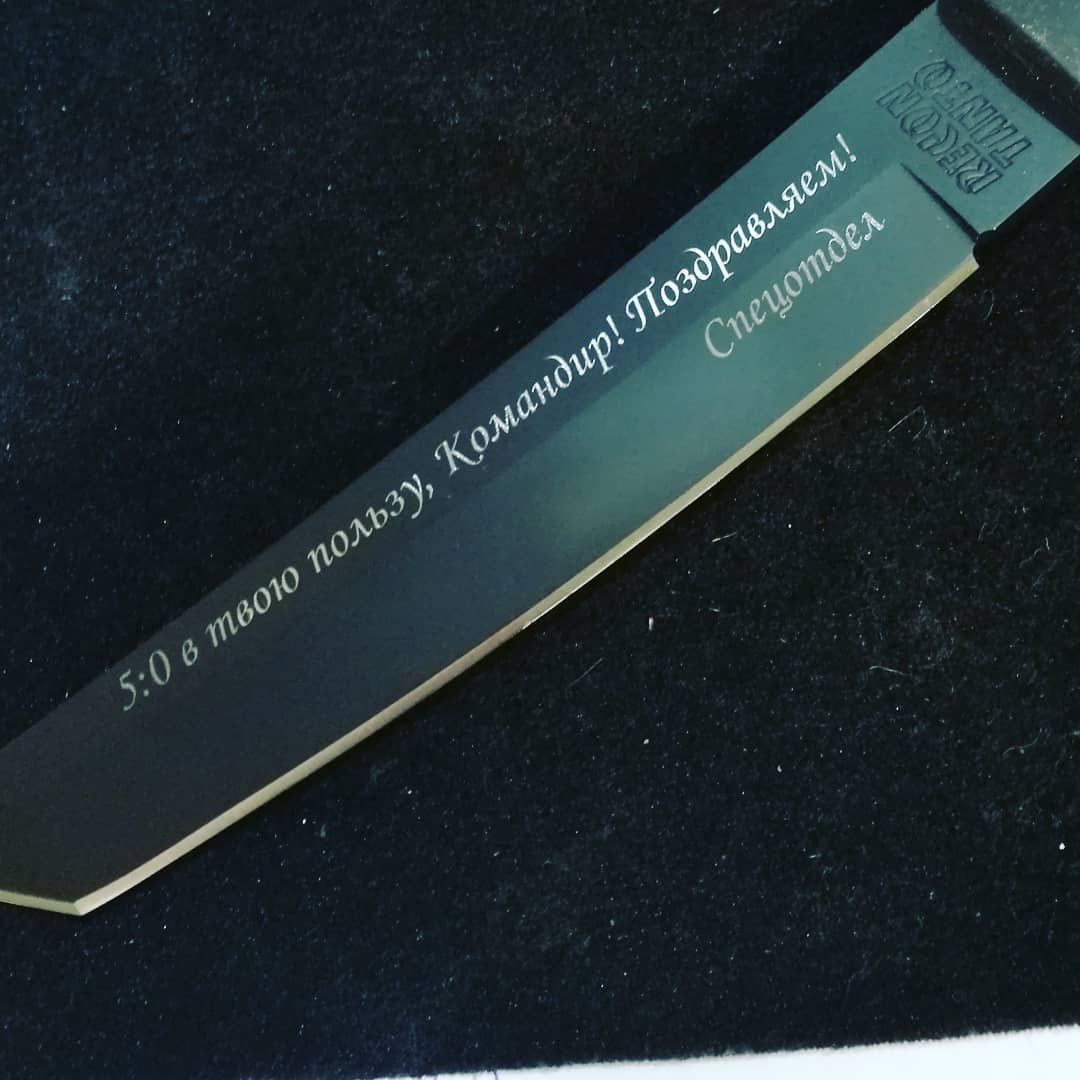 5:0 в твою пользу, Командир! Поздравляем!
Спецотдел
RECON
TANTO